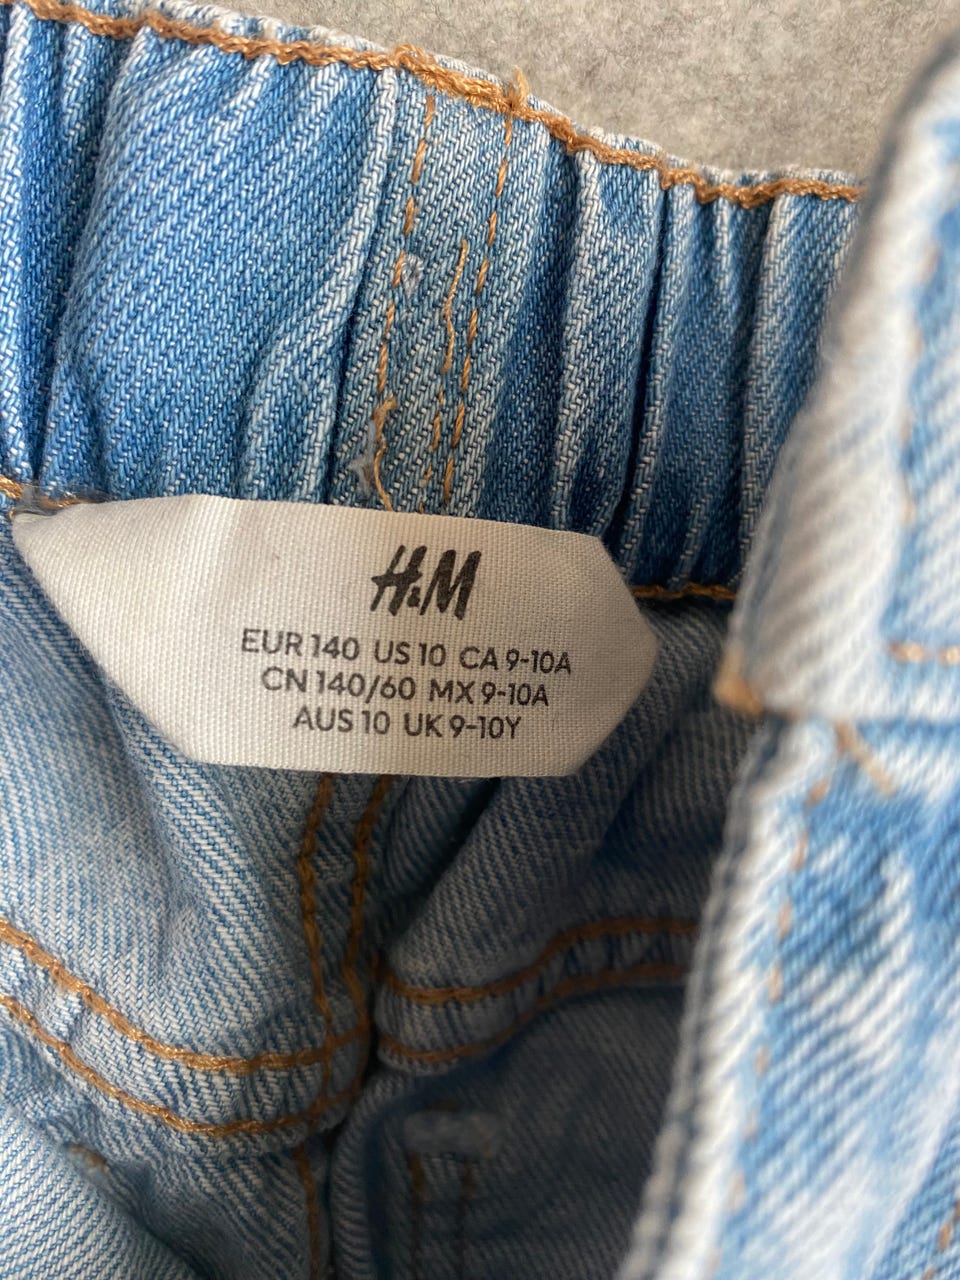 H&M
EUR 140 US 10 CA 9-10A
CN 140/60 MX 9-10A
AUS 10 UK 9-10Y